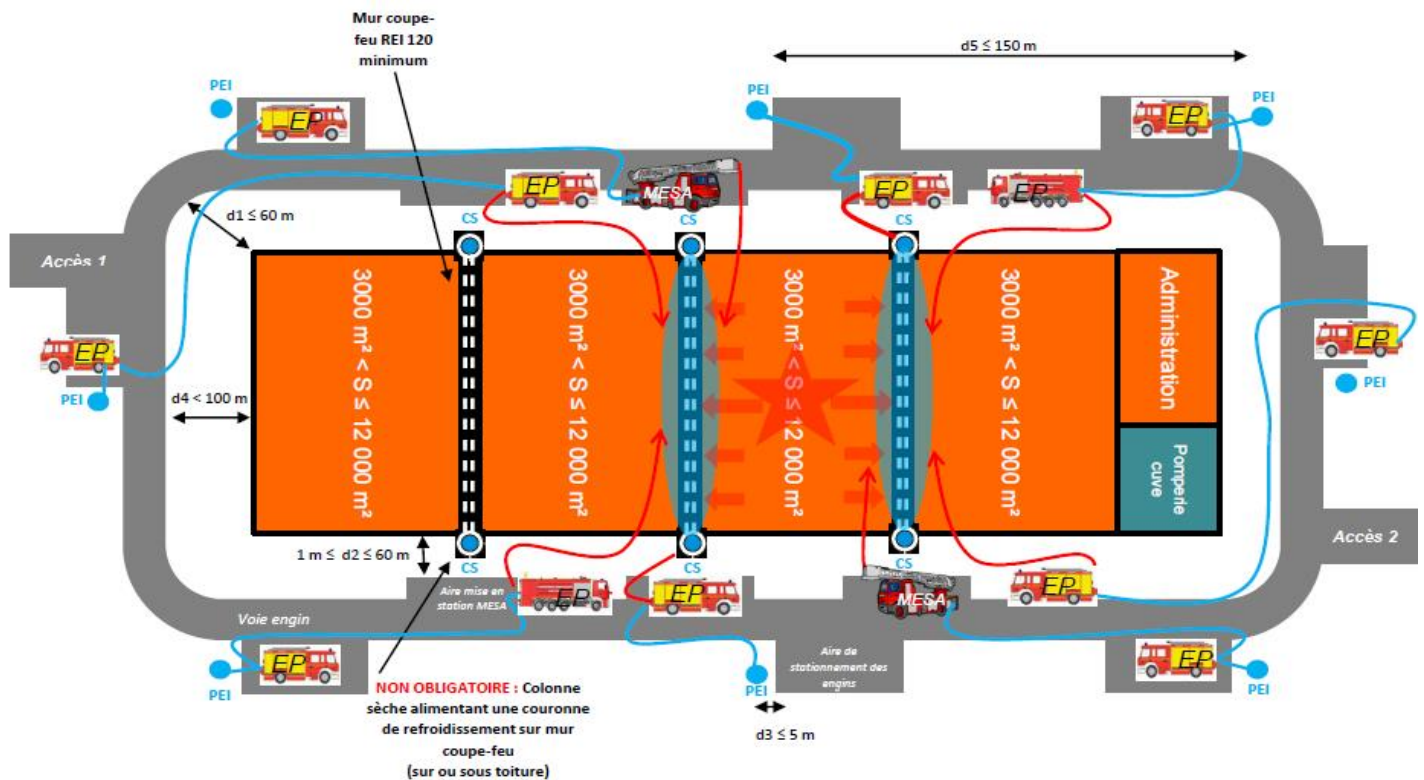 Mur coupe-
feu REI 120
minimum
d5 ≤ 150 m
PEI
EP
PEI
EP
PEI
EP
MESA
EP
EP
d1 ≤ 60 m
CS
CS
CS
Accès 1
3000 m² < S ≤ 12 000 m²
3000 m² < S ≤ 12 000 m²
3000 m² < S ≤ 12 000 m²
3000 m² < S ≤ 12 000 m²
Administration
Pomperie
cuve
EP
PEI
d4 < 100 m
EP
PEI
Accès 2
1 m ≤ d2 ≤ 60 m
CS
CS
CS
Aire mise en
station MESA
EP
EP
MESA
EP
Voie engin
PEI
EP
PEI
Aire de
stationnement des
engins
EP
PEI
NON OBLIGATOIRE : Colonne
sèche alimentant une couronne
de refroidissement sur mur
coupe-feu
(sur ou sous toiture)
d3 ≤ 5 m